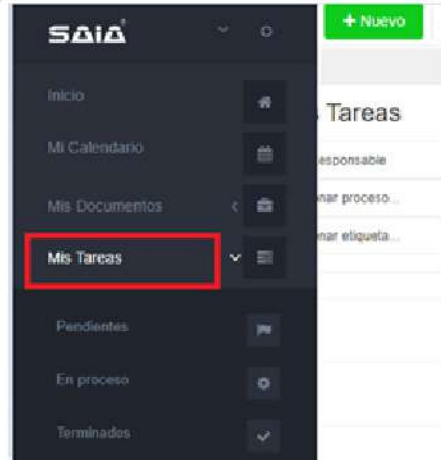 SAIA
+ Nuevo
Inicio
Tareas
Mi Calendario
esponsable
Mis Documentos
nar proceso...
Mis Tareas
nar etiqueta...
Pendientes
En proceso
Terminados